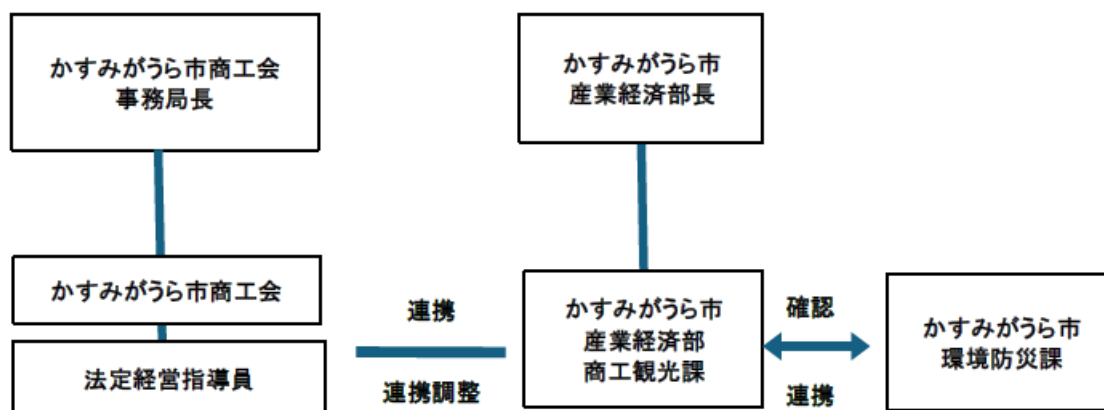 かすみがうら市商工会
事務局長
かすみがうら市
産業経済部長
かすみがうら市商工会
法定経営指導員
連携
連携調整
かすみがうら市
産業経済部
商工観光課
確認
連携
かすみがうら市
環境防災課